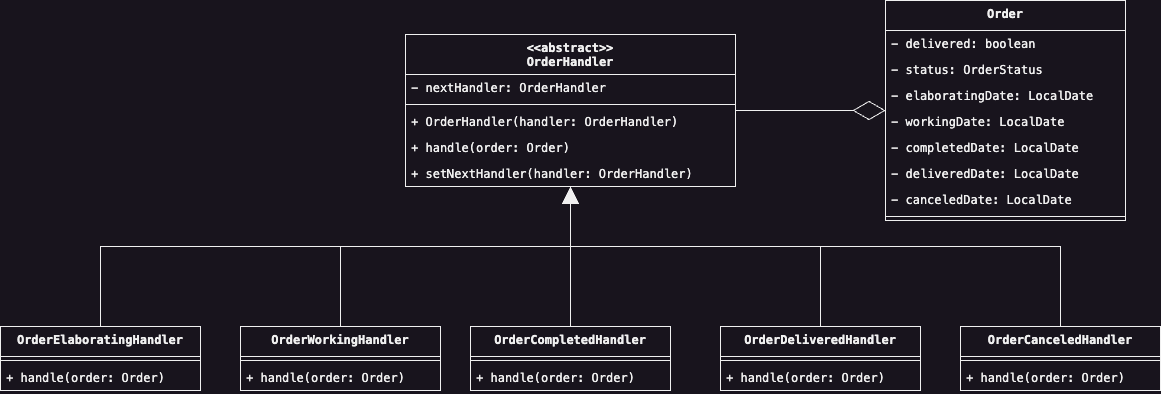 <<abstract>>
OrderHandler
- nextHandler: OrderHandler
+ OrderHandler(handler: OrderHandler)
+ handle(order: Order)
+ setNextHandler(handler: OrderHandler)
Order
- delivered: boolean
- status: OrderStatus
- elaboratingDate: LocalDate
- workingDate: LocalDate
- completedDate: LocalDate
- deliveredDate: LocalDate
- canceledDate: LocalDate
OrderElaboratingHandler
+ handle(order: Order)
OrderWorkingHandler
+ handle(order: Order)
OrderCompletedHandler
+ handle(order: Order)
OrderDeliveredHandler
+ handle(order: Order)
OrderCanceledHandler
+ handle(order: Order)